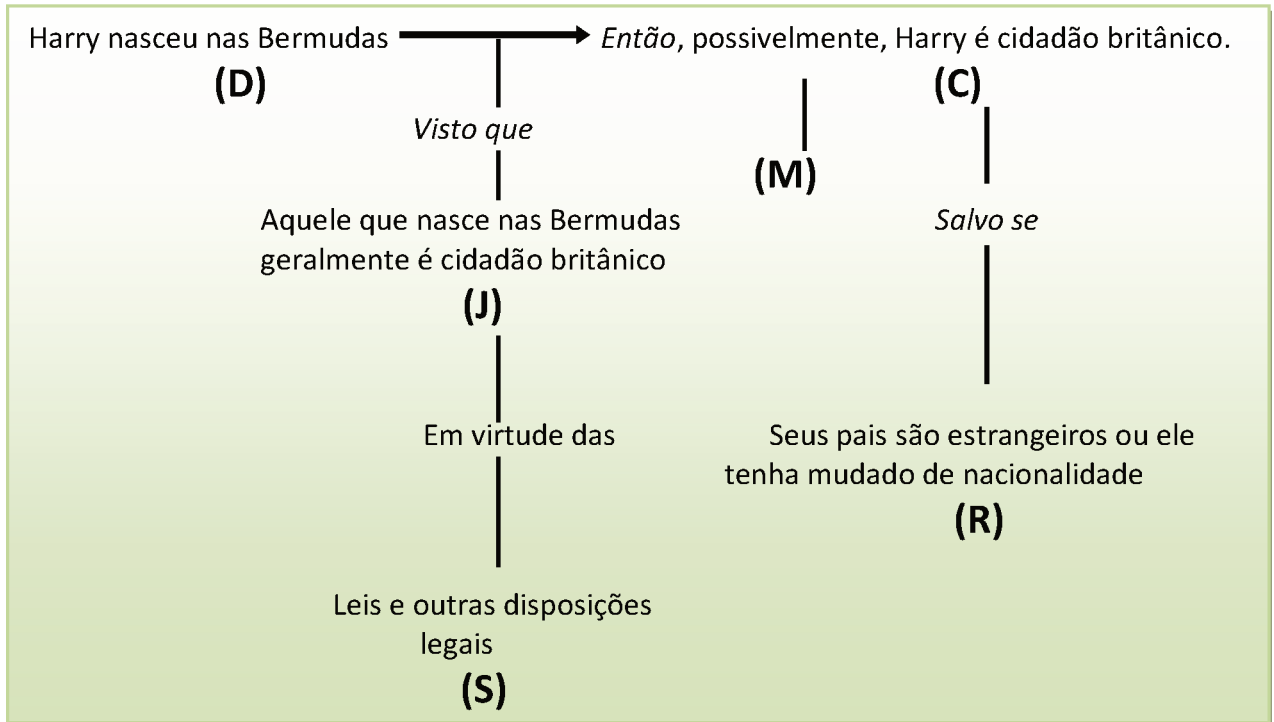 Harry nasceu nas Bermudas
Então, possivelmente, Harry é cidadão britânico.
(D)
(C)
Visto que
(M)
Aquele que nasce nas Bermudas
geralmente é cidadão britânico
(J)
Salvo se
Em virtude das
Seus pais são estrangeiros ou ele
tenha mudado de nacionalidade
(R)
Leis e outras disposições
legais
(S)